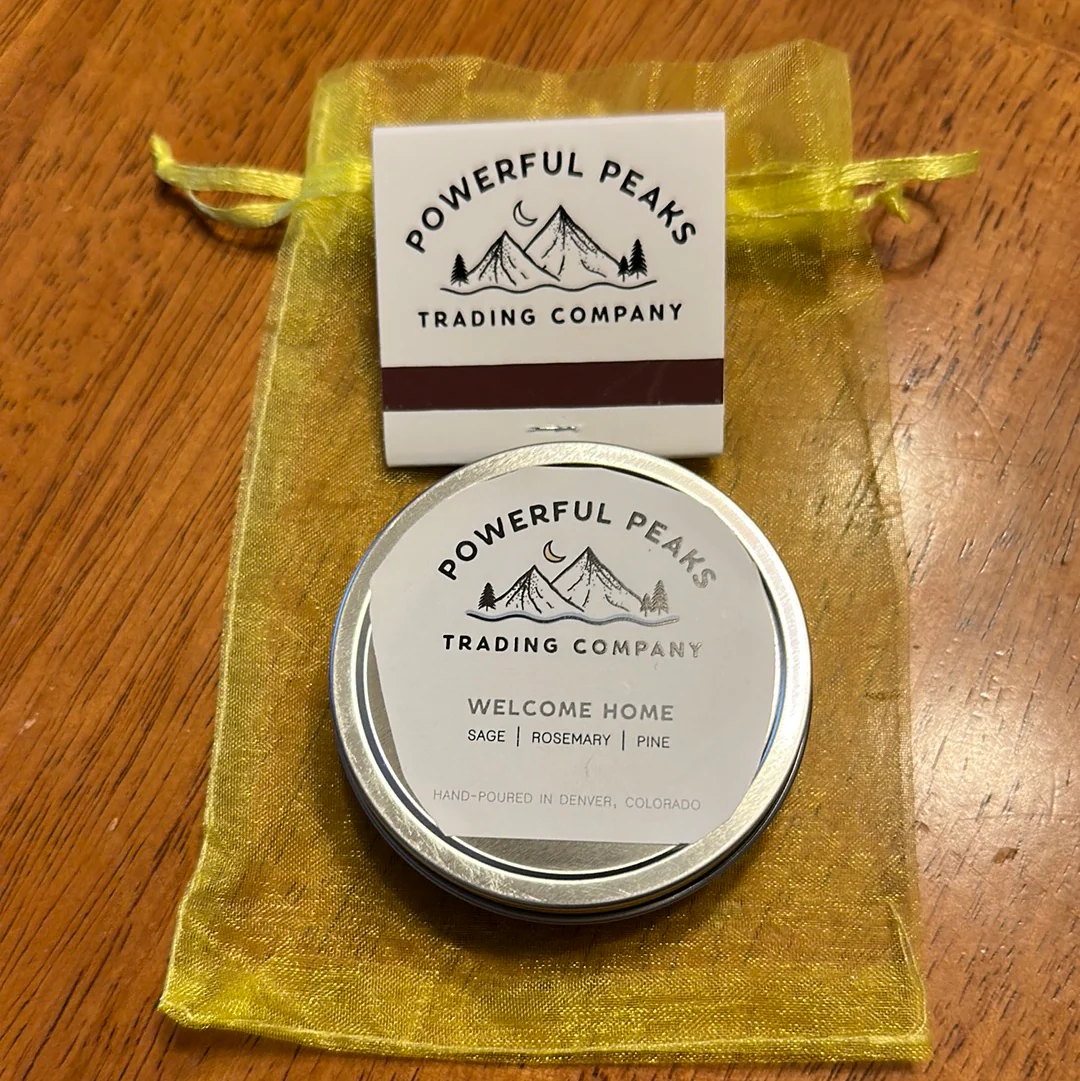 POWERFUL PEAKS
TRADING COMPANY
POWERFUL PEAKS
TRADING COMPANY
WELCOME HOME
SAGE | ROSEMARY | PINE
HAND-POURED IN DENVER, COLORADO